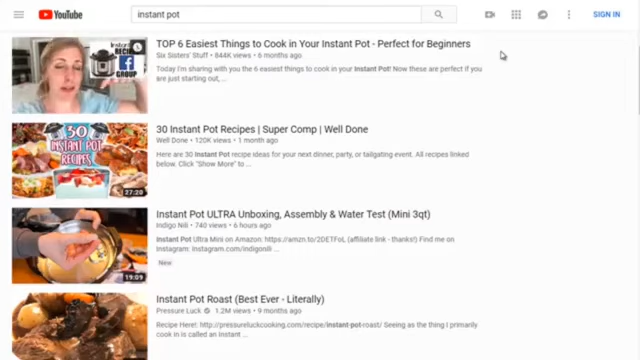 YouTube
instant pot
SIGN IN
TOP 6 Easiest Things to Cook in Your Instant Pot - Perfect for Beginners
Six Sisters' Stuff • 844K views • 6 months ago
Today I'm sharing with you the 6 easiest things to cook in your Instant Pot! Now these are perfect if you
are just starting out, ...
GROUP
30 Instant Pot Recipes | Super Comp | Well Done
Well Done • 120K views • 1 month ago
Here are 30 Instant Pot recipe ideas for your next dinner, party, or tailgating event. All recipes linked
below. Click "Show More" to ...
30
INSTANT POT
RECIPES
27:20
Instant Pot ULTRA Unboxing, Assembly & Water Test (Mini 3qt)
Indigo Nili • 740 views • 6 hours ago
Instant Pot Ultra Mini on Amazon: (affiliate link - thanks!) Find me on
Instagram:
New
19:09
Instant Pot Roast (Best Ever - Literally)
Pressure Luck • 1.2M views • 9 months ago
Recipe Here! http://pressureluckcooking.com/recipe/instant-pot-roast/ Seeing as the thing I primarily
cook in is called an Instant ...